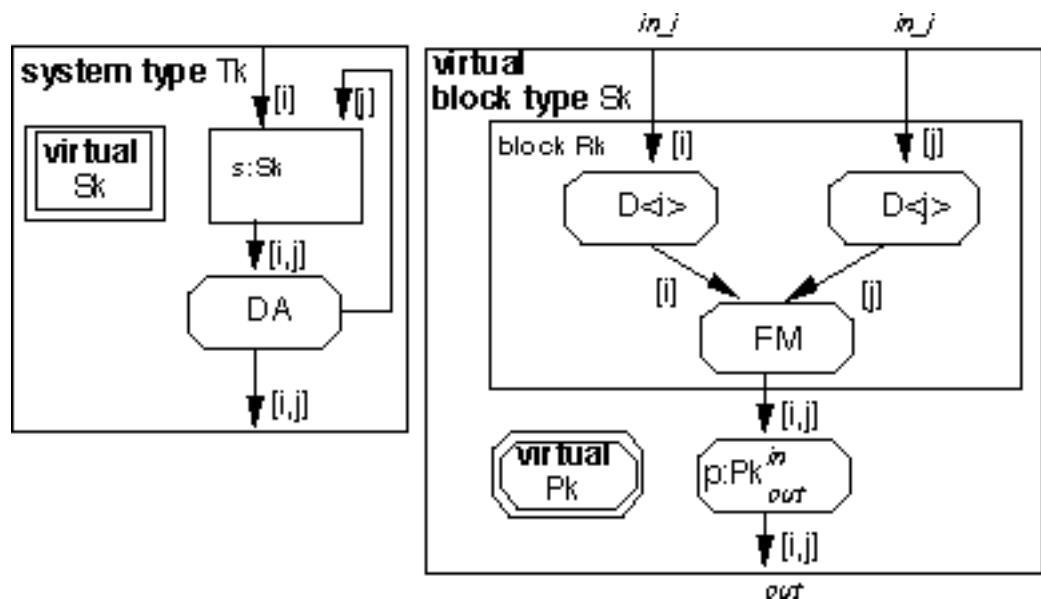 system type Tk
[i]
[j]
virtual
Sk
s:Sk
[i,j]
DA
[i,j]
in_j
in_j
virtual
block type Sk
block Rk
[i]
[j]
D<i>
D<j>
[i]
[j]
FM
[i,j]
virtual
Pk
p:Pk
in
out
[i,j]
out